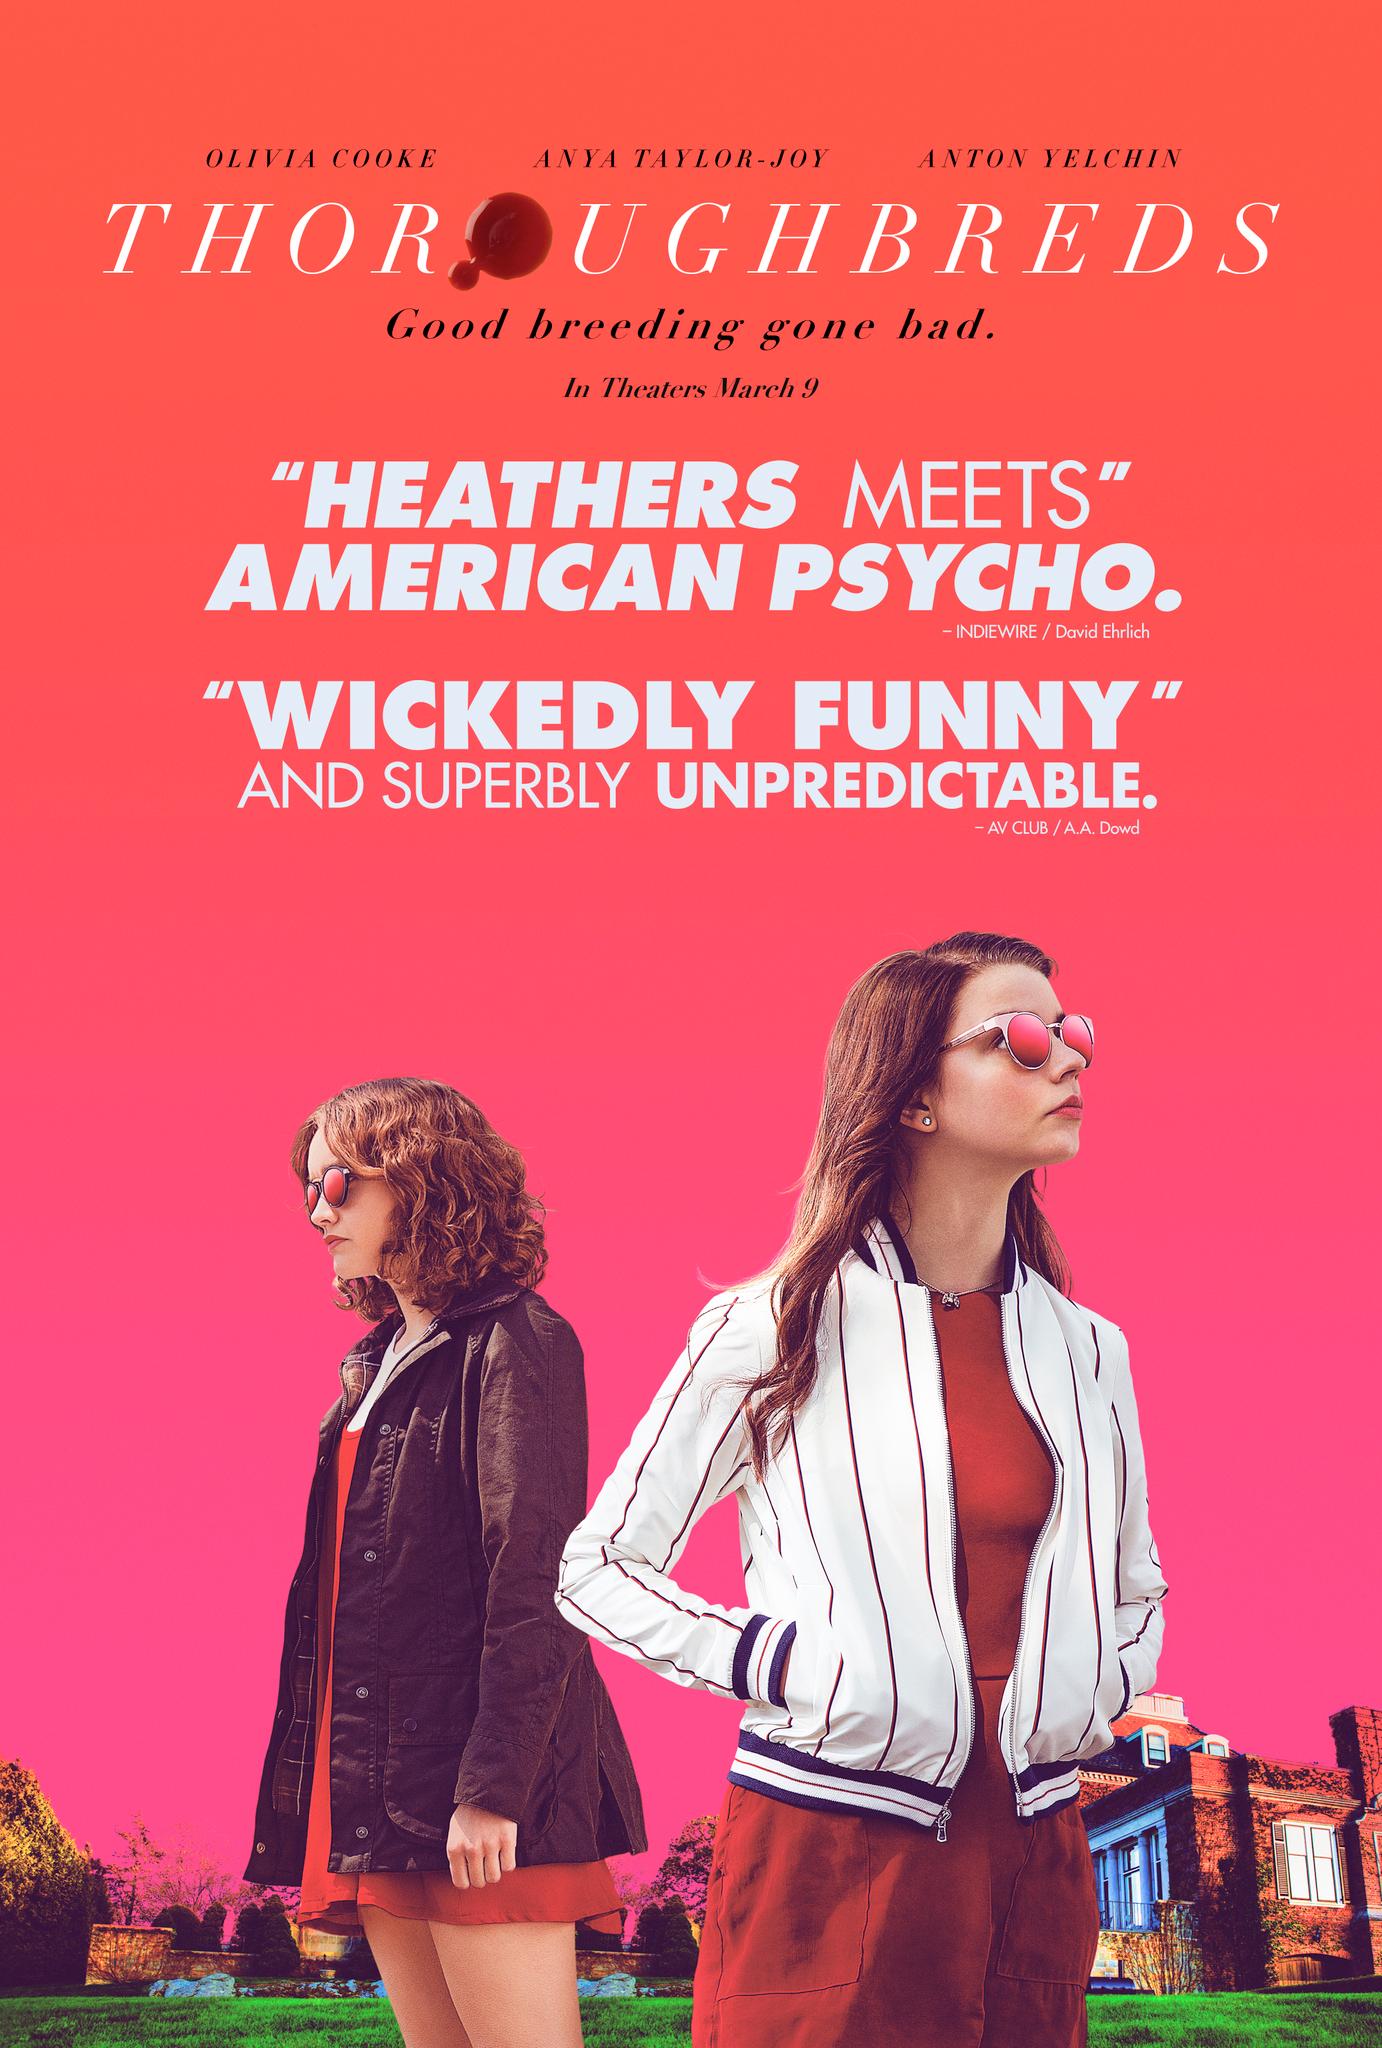 OLIVIA COOKE ANYA TAYLOR-JOY ANTON YELCHIN
THOROUGHBREDS
Good breeding gone bad.
In Theaters March 9
"HEATHERS MEETS"
AMERICAN PSYCHO.
– INDIEWIRE / David Ehrlich
"WICKEDLY FUNNY"
AND SUPERBLY UNPREDICTABLE.
– AV CLUB / A.A. Dowd